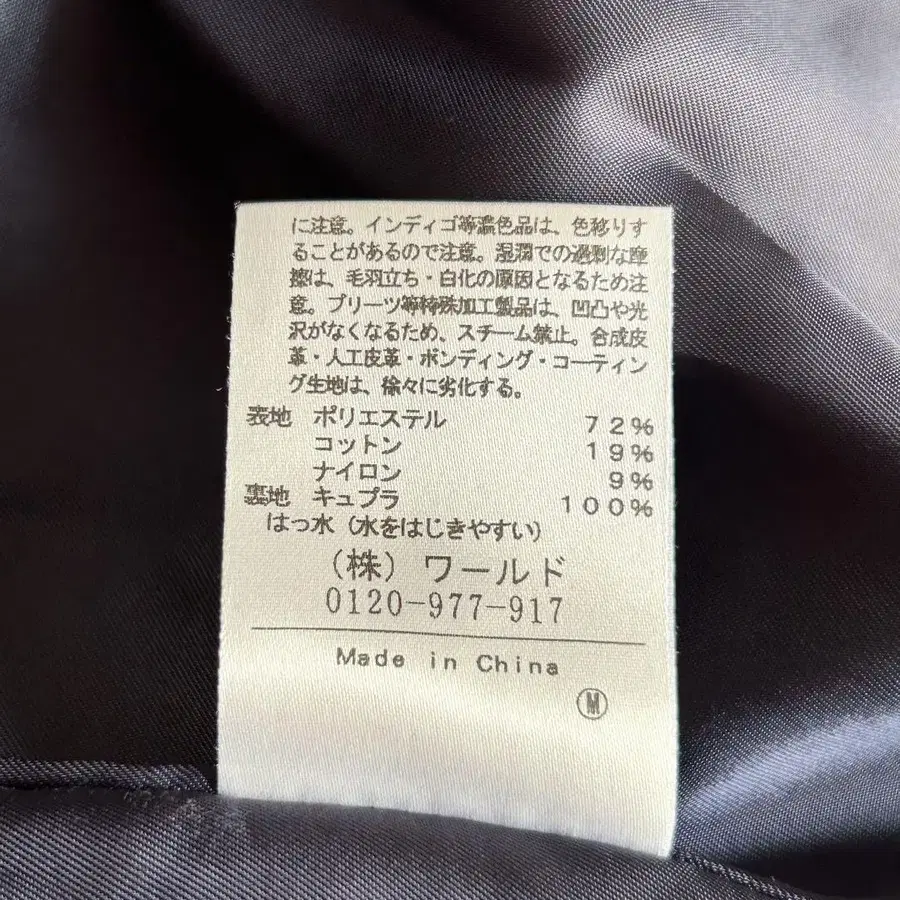 に注意。インディゴ等濃色品は、色移りす
ることがあるので注意。湿潤での過剰な摩
擦は、毛羽立ち・白化の原因となるため注
意。プリーツ等特殊加工製品は、凹凸や光
沢がなくなるため、スチーム禁止。合成皮
革・人工皮革・ボンディング・コーティン
グ生地は、徐々に劣化する。
表地 ポリエステル 72%
コットン 19%
ナイロン 9%
裏地 キュプラ 100%
はっ水(水をはじきやすい)
(株)ワールド
0120-977-917
Made in China
Ⓜ